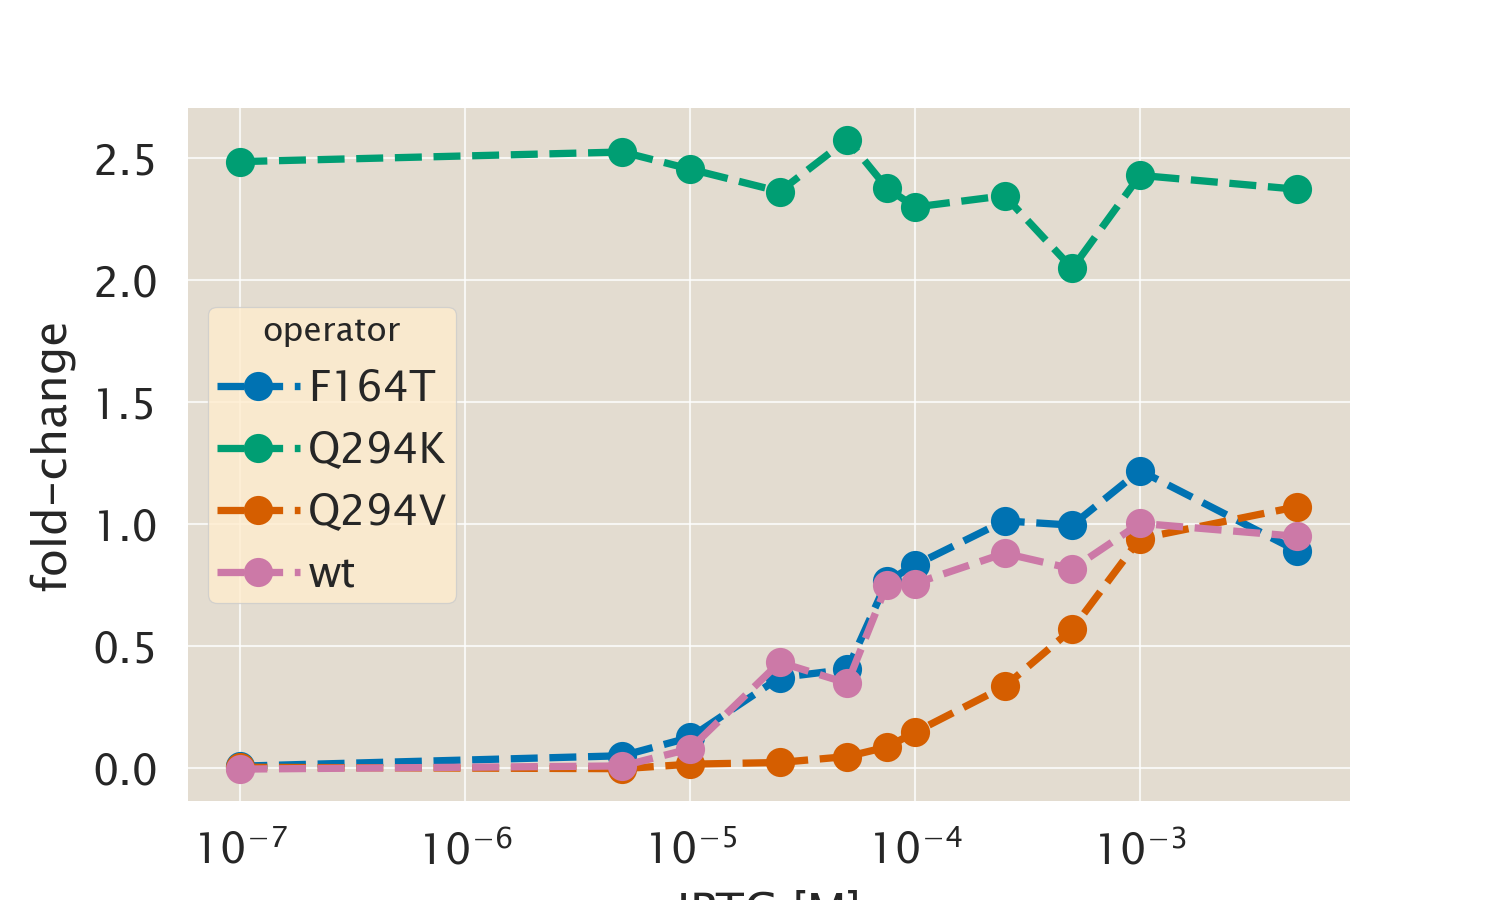 2.5
2.0
1.5
1.0
0.5
0.0
fold-change
operator
F164T
Q294K
Q294V
wt
10⁻⁷ 10⁻⁶ 10⁻⁵ 10⁻⁴ 10⁻³
IPTG [M]